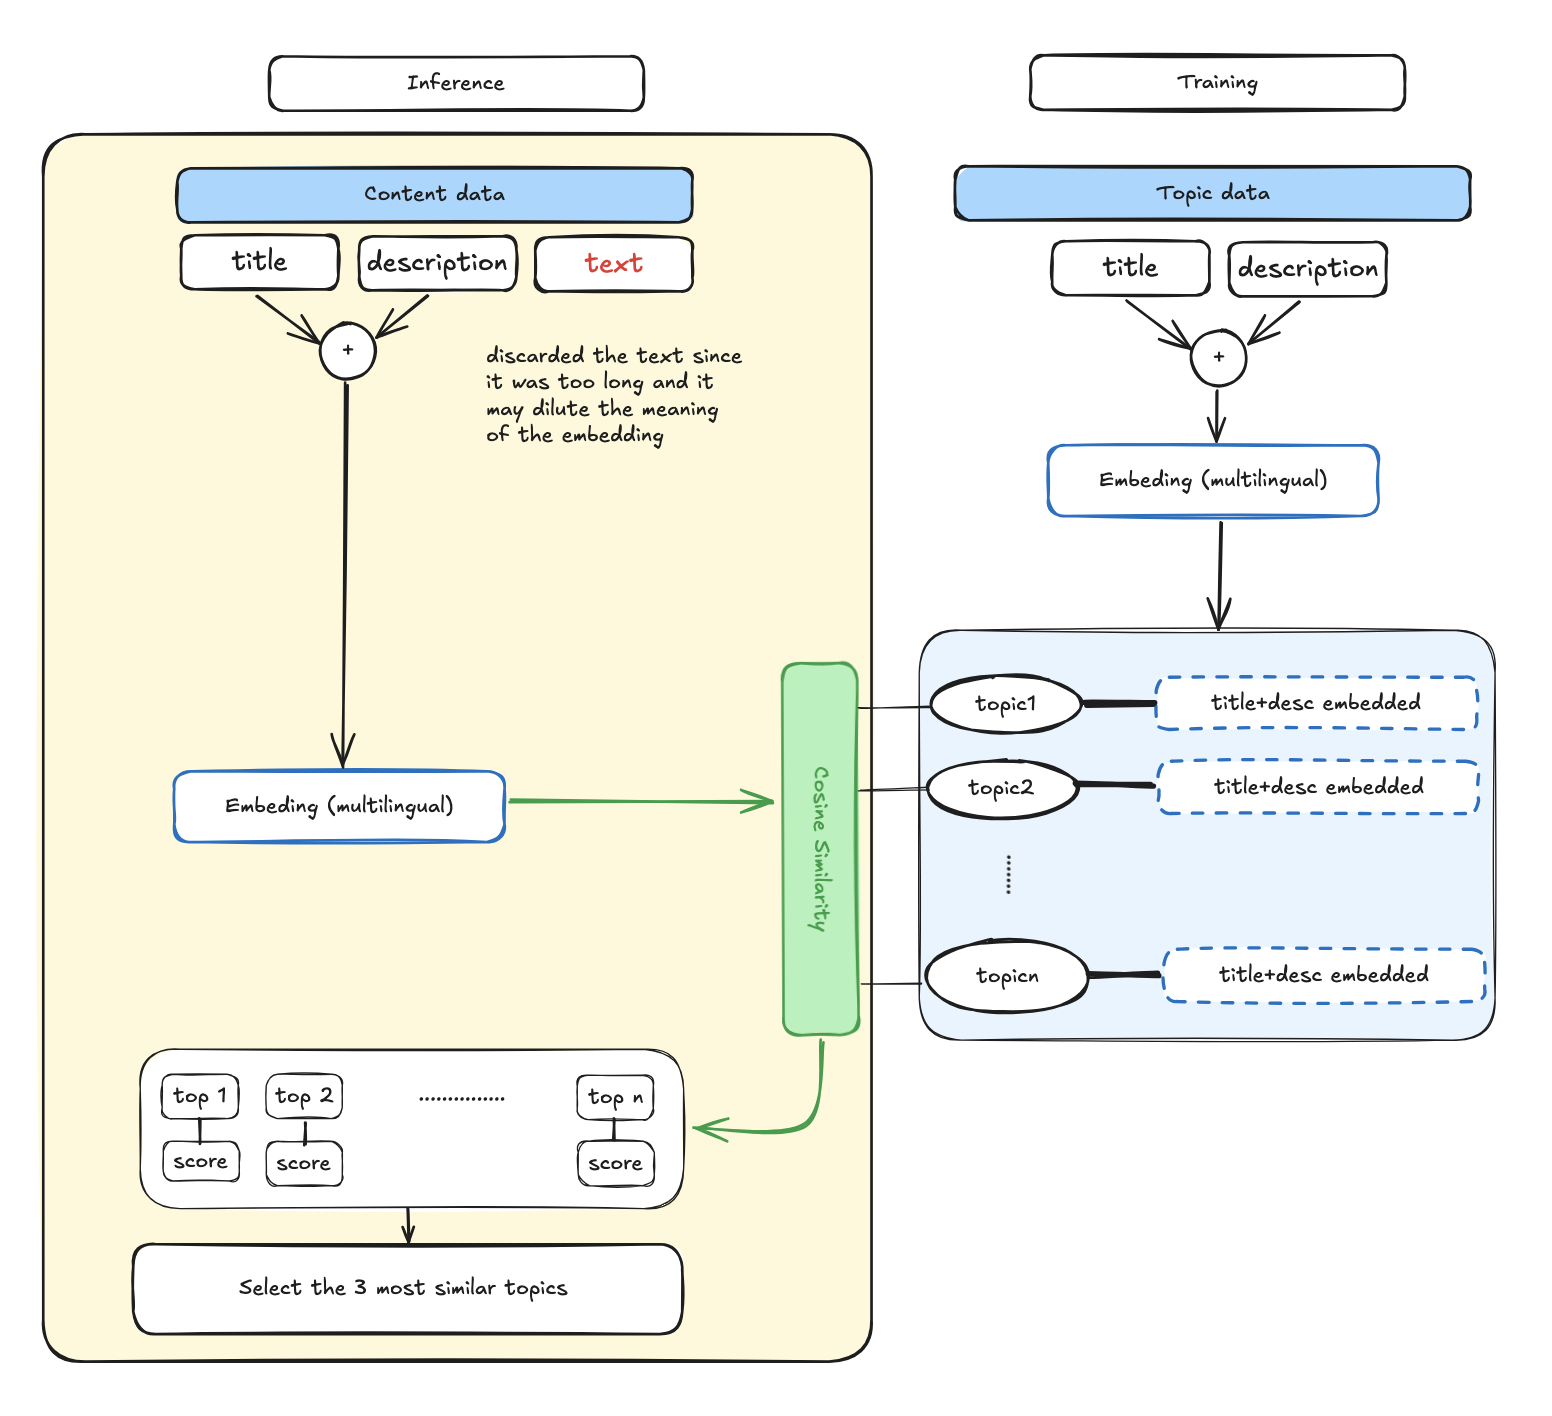 Inference
Training
Content data
title
description
text
+
discarded the text since
it was too long and it
may dilute the meaning
of the embedding
Embeding (multilingual)
Cosine Similarity
top 1
top 2
..............
top n
score
score
score
Select the 3 most similar topics
Topic data
title
description
+
Embeding (multilingual)
topic1
title+desc embedded
topic2
title+desc embedded
.......
topicn
title+desc embedded